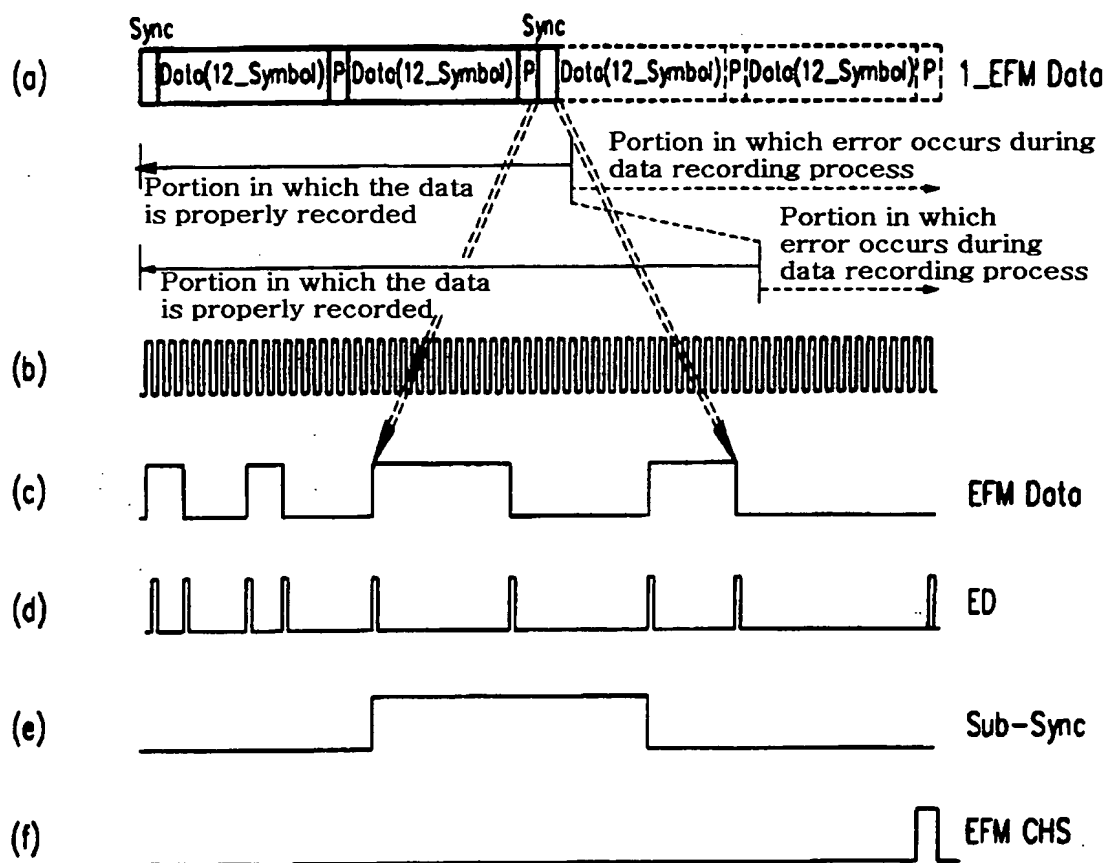 Sync Sync
(a) Data(12_Symbol) P Data(12_Symbol) P Data(12_Symbol) P Data(12_Symbol) P 1_EFM Data
Portion in which error occurs during
data recording process
Portion in which the data
is properly recorded
Portion in which
error occurs during
data recording process
Portion in which the data
is properly recorded
(b)
(c) EFM Data
(d) ED
(e) Sub-Sync
(f) EFM CHS